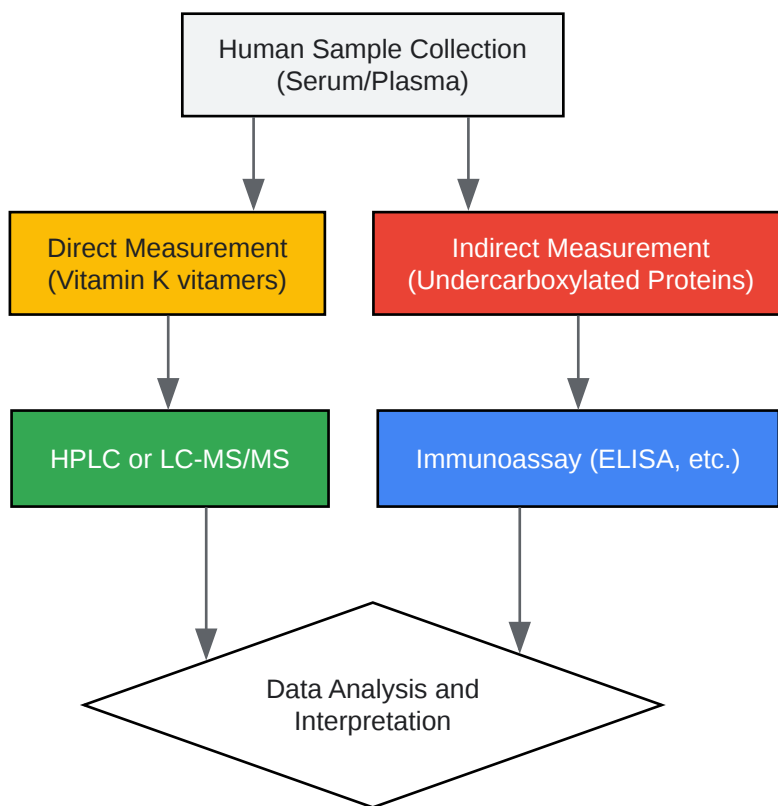 Human Sample Collection
(Serum/Plasma)
Direct Measurement
(Vitamin K vitamers)
Indirect Measurement
(Undercarboxylated Proteins)
HPLC or LC-MS/MS
Immunoassay (ELISA, etc.)
Data Analysis and
Interpretation